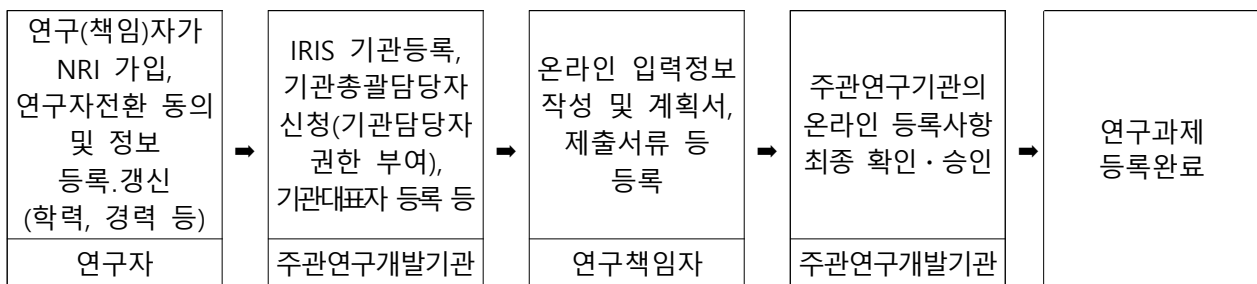 연구(책임)자가
NRI 가입,
연구자전환 동의
및 정보
등록.갱신
(학력, 경력 등)
연구자
➡
IRIS 기관등록,
기관총괄담당자
신청(기관담당자
권한 부여),
기관대표자 등록 등
주관연구개발기관
➡
온라인 입력정보
작성 및 계획서,
제출서류 등
등록
연구책임자
➡
주관연구기관의
온라인 등록사항
최종 확인・승인
주관연구개발기관
➡
연구과제
등록완료